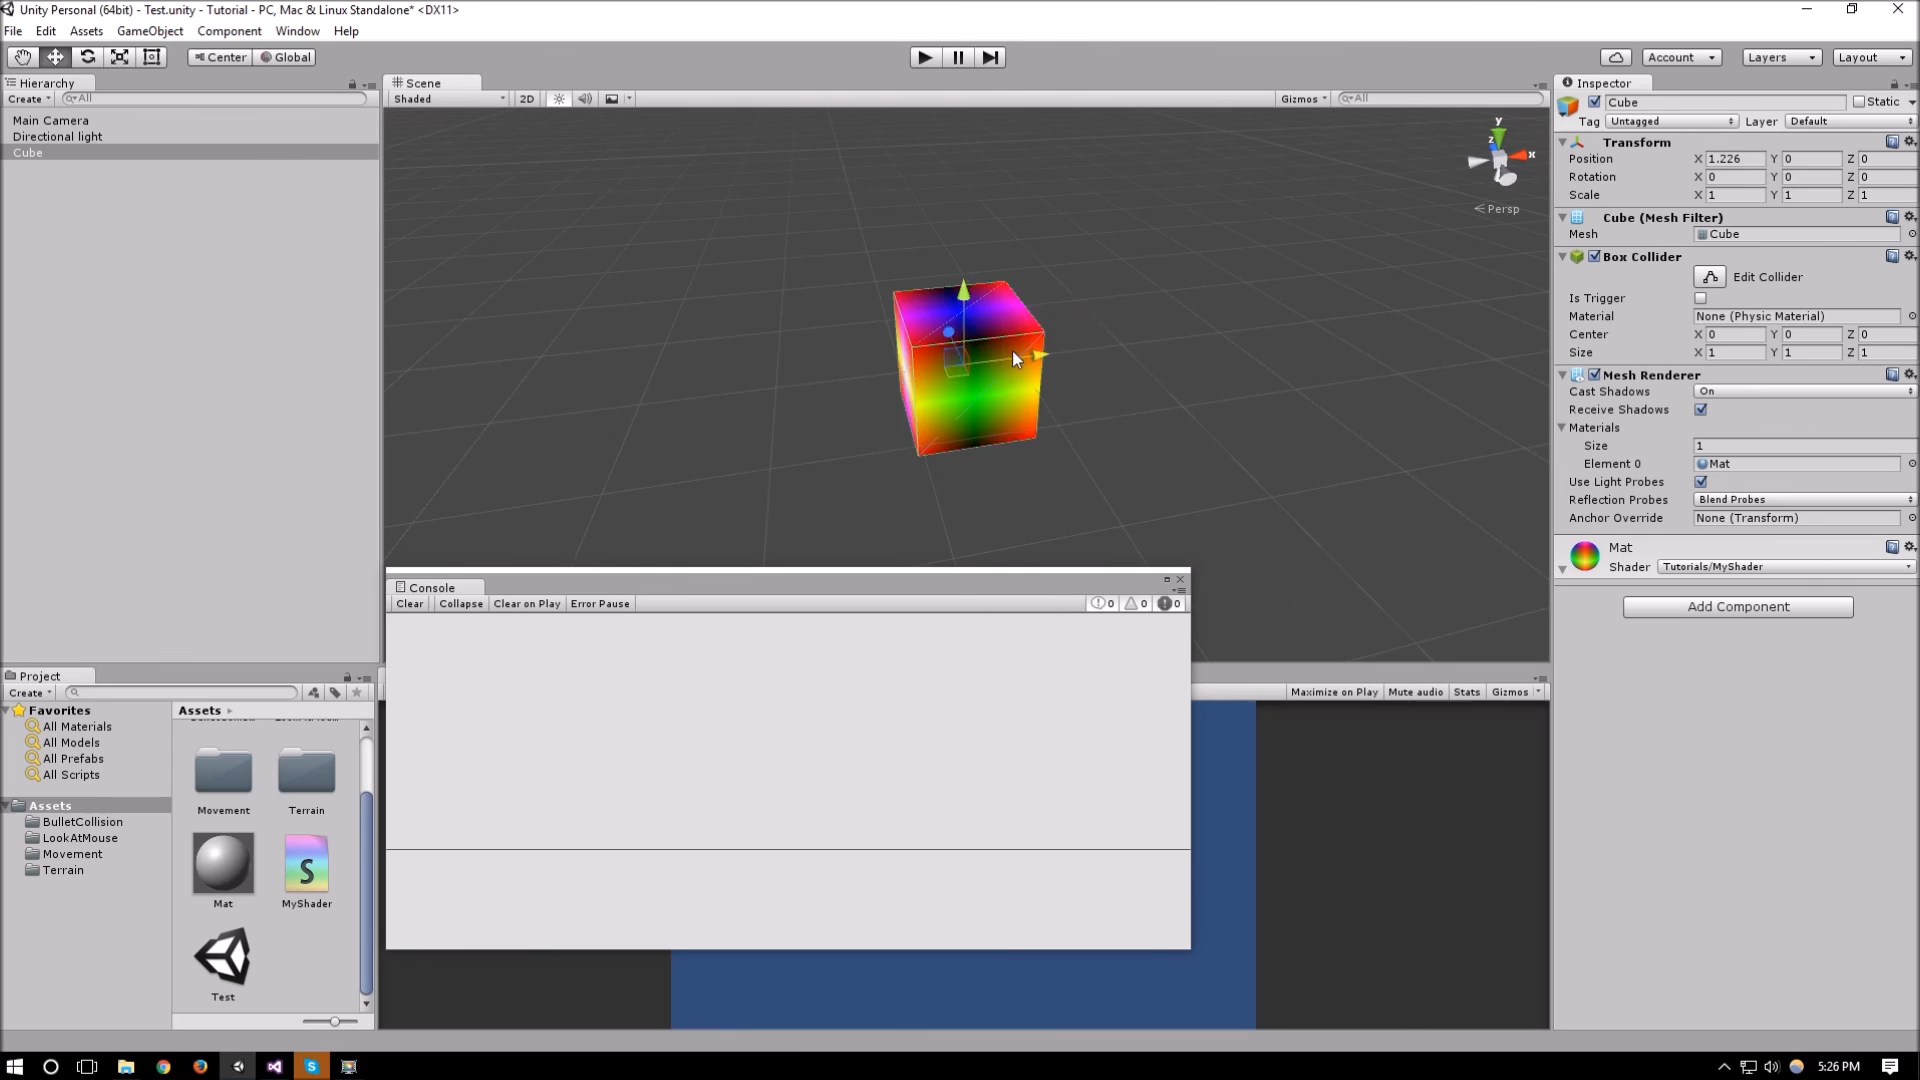 Unity Personal (64bit) - Test.unity - Tutorial - PC, Mac & Linux Standalone* <DX11>
File Edit Assets GameObject Component Window Help
Center Global Account Layers Layout
Hierarchy
Create All
Main Camera
Directional light
Cube
Scene
Shaded 2D Gizmos All
y
z
x
Persp
Inspector
Cube Static
Tag Untagged Layer Default
Transform
Position X 1.226 Y 0 Z 0
Rotation X 0 Y 0 Z 0
Scale X 1 Y 1 Z 1
Cube (Mesh Filter)
Mesh Cube
Box Collider
Edit Collider
Is Trigger
Material None (Physic Material)
Center X 0 Y 0 Z 0
Size X 1 Y 1 Z 1
Mesh Renderer
Cast Shadows On
Receive Shadows
Materials
Size 1
Element 0 Mat
Use Light Probes
Reflection Probes Blend Probes
Anchor Override None (Transform)
Mat
Shader Tutorials/MyShader
Add Component
Console
Clear Collapse Clear on Play Error Pause 0 0 0
Maximize on Play Mute audio Stats Gizmos
Project
Create
Favorites
All Materials
All Models
All Prefabs
All Scripts
Assets
BulletCollision
LookAtMouse
Movement
Terrain
Assets
Movement Terrain
S
Mat MyShader
Test
5:26 PM